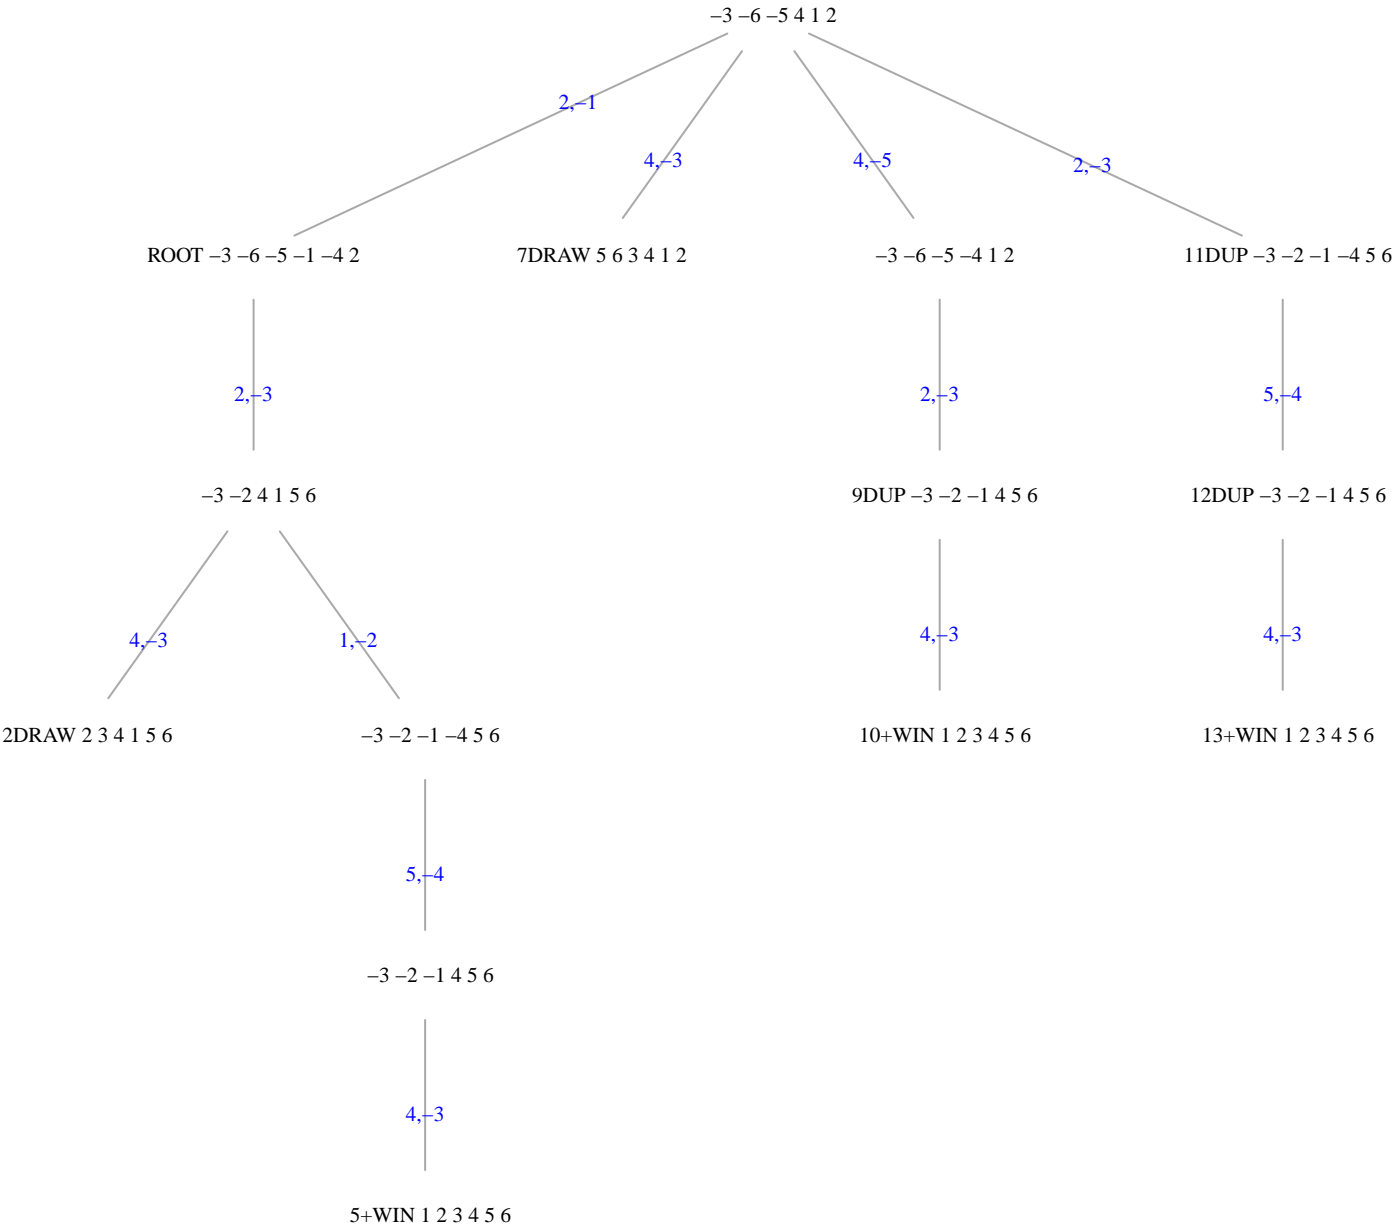 −3 −6 −5 4 1 2
2,−1
4,−3
4,−5
2,−3
ROOT −3 −6 −5 −1 −4 2
7DRAW 5 6 3 4 1 2
−3 −6 −5 −4 1 2
11DUP −3 −2 −1 −4 5 6
2,−3
2,−3
5,−4
−3 −2 4 1 5 6
9DUP −3 −2 −1 4 5 6
12DUP −3 −2 −1 4 5 6
4,−3
1,−2
4,−3
4,−3
2DRAW 2 3 4 1 5 6
−3 −2 −1 −4 5 6
10+WIN 1 2 3 4 5 6
13+WIN 1 2 3 4 5 6
5,−4
−3 −2 −1 4 5 6
4,−3
5+WIN 1 2 3 4 5 6